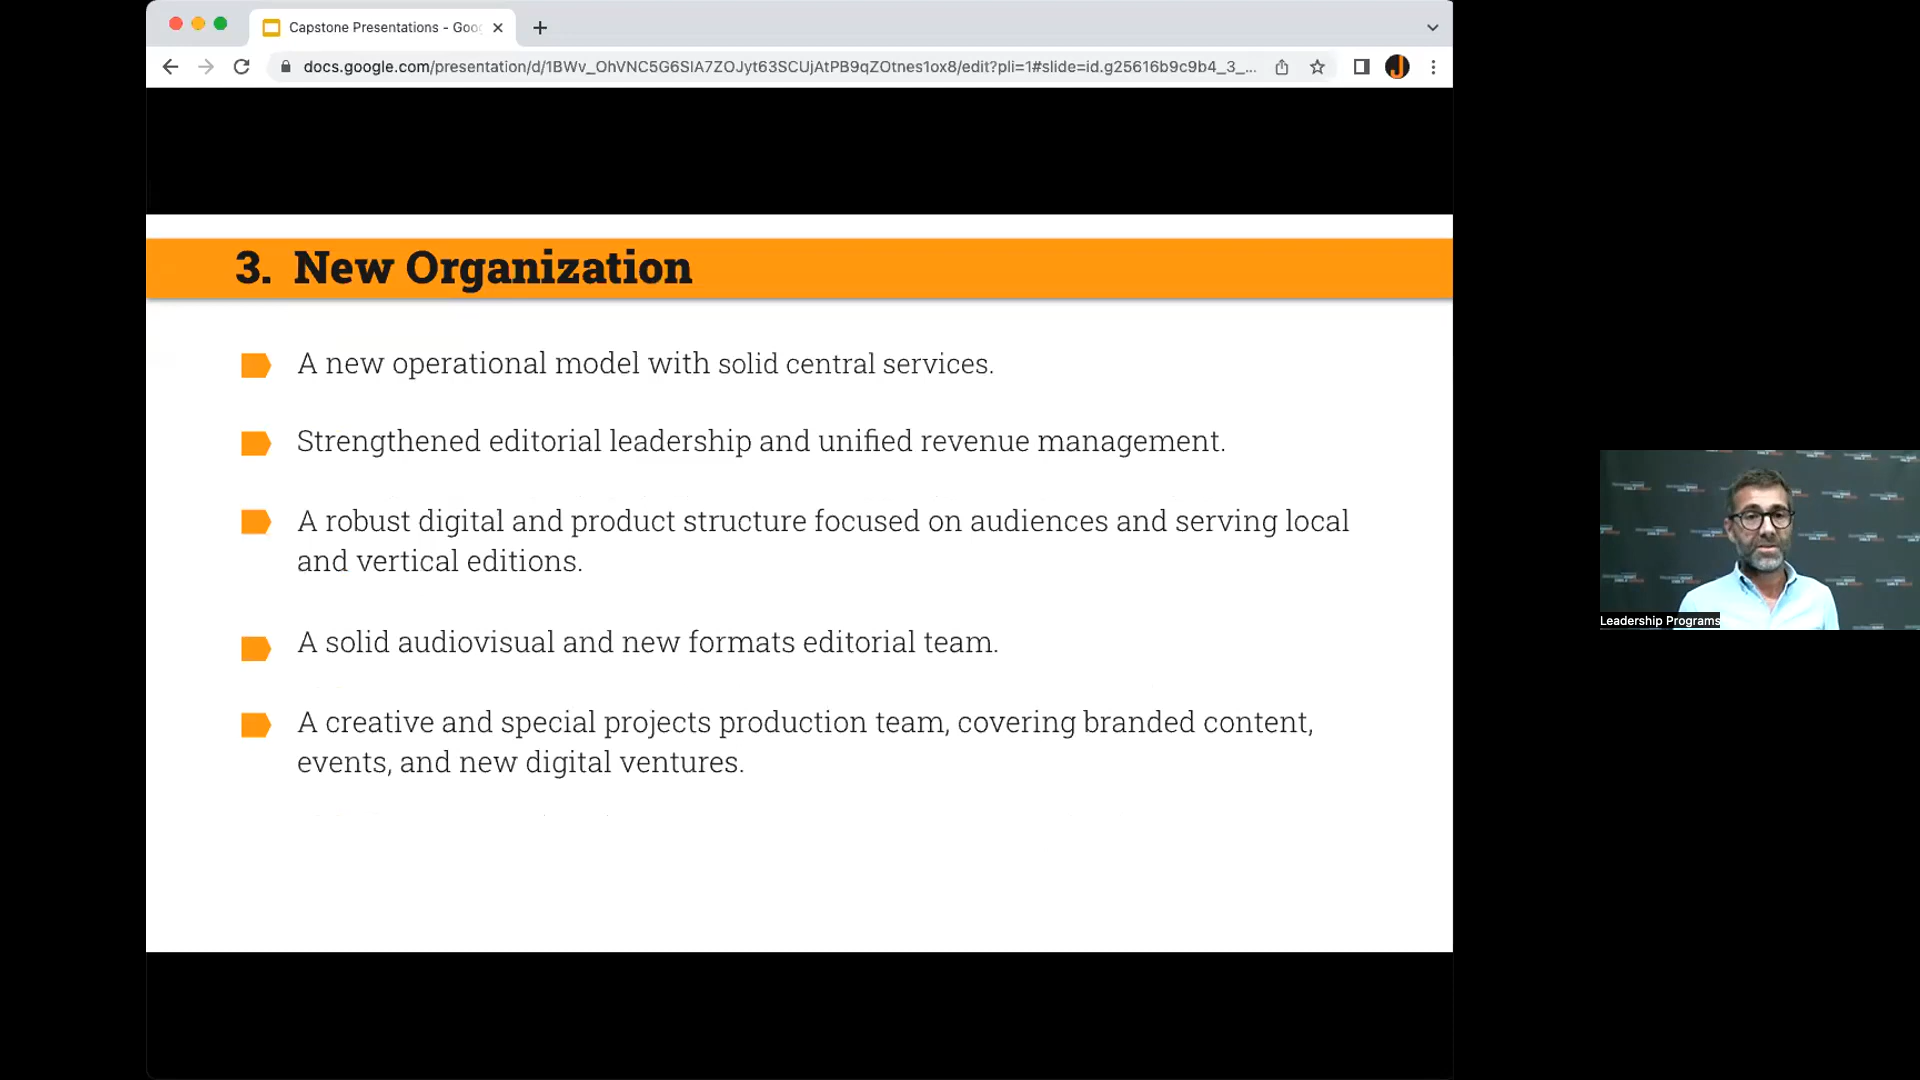 Capstone Presentations - Goo
docs.google.com/presentation/d/1BWv_OhVNC5G6SlA7ZOJyt63SCUjAtPB9qZOtnes1ox8/edit?pli=1#slide=id.g25616b9c9b4_3_...
3. New Organization
A new operational model with solid central services.
Strengthened editorial leadership and unified revenue management.
A robust digital and product structure focused on audiences and serving local
and vertical editions.
A solid audiovisual and new formats editorial team.
A creative and special projects production team, covering branded content,
events, and new digital ventures.
Leadership Programs